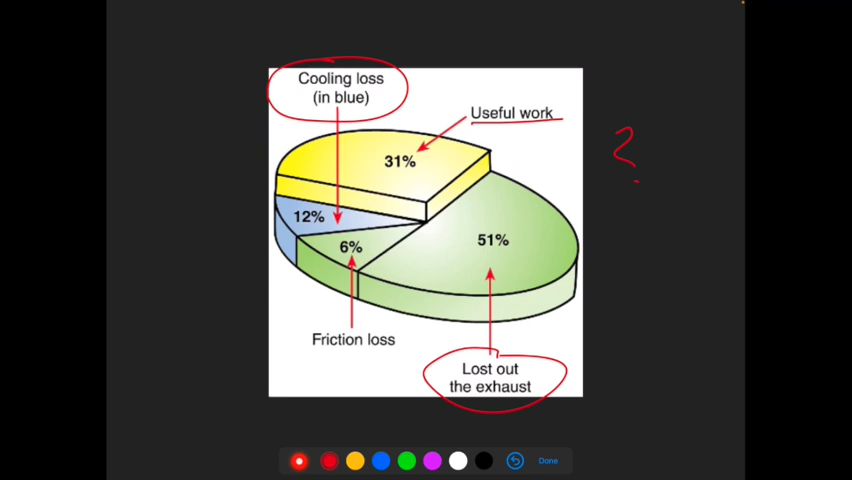 Cooling loss
(in blue)
Useful work
?
31%
12%
6%
51%
Friction loss
Lost out
the exhaust
Done